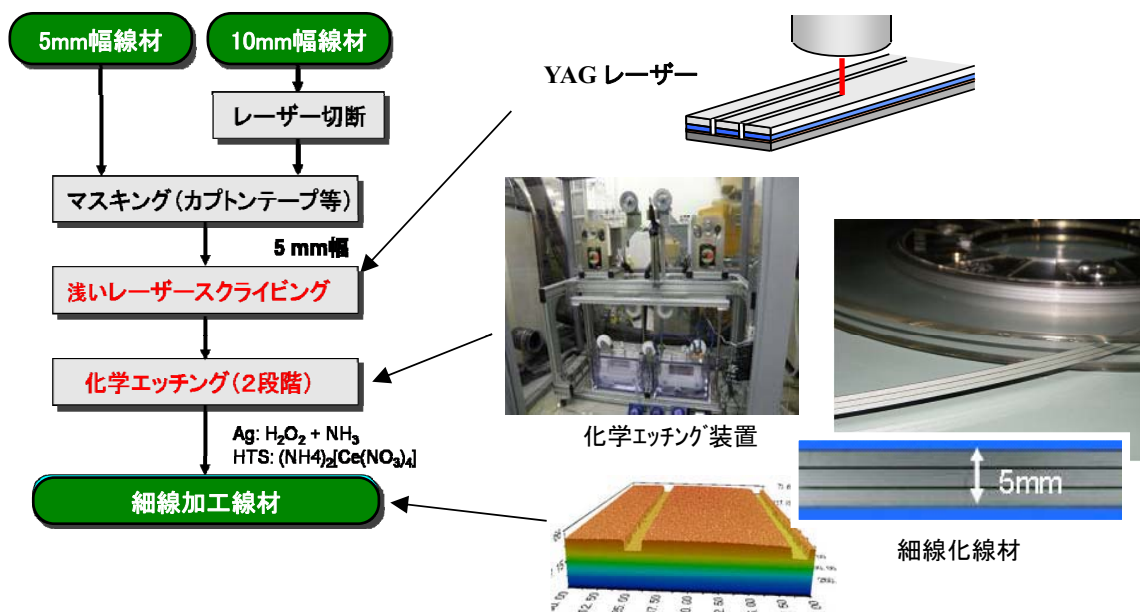 5mm幅線材
10mm幅線材
レーザー切断
マスキング(カプトンテープ等)
5 mm幅
浅いレーザースクライビング
化学エッチング(2段階)
Ag: H₂O₂ + NH₃
HTS: (NH4)₂[Ce(NO₃)₄]
細線加工線材
YAG レーザー
化学エッチング装置
5mm
細線化線材